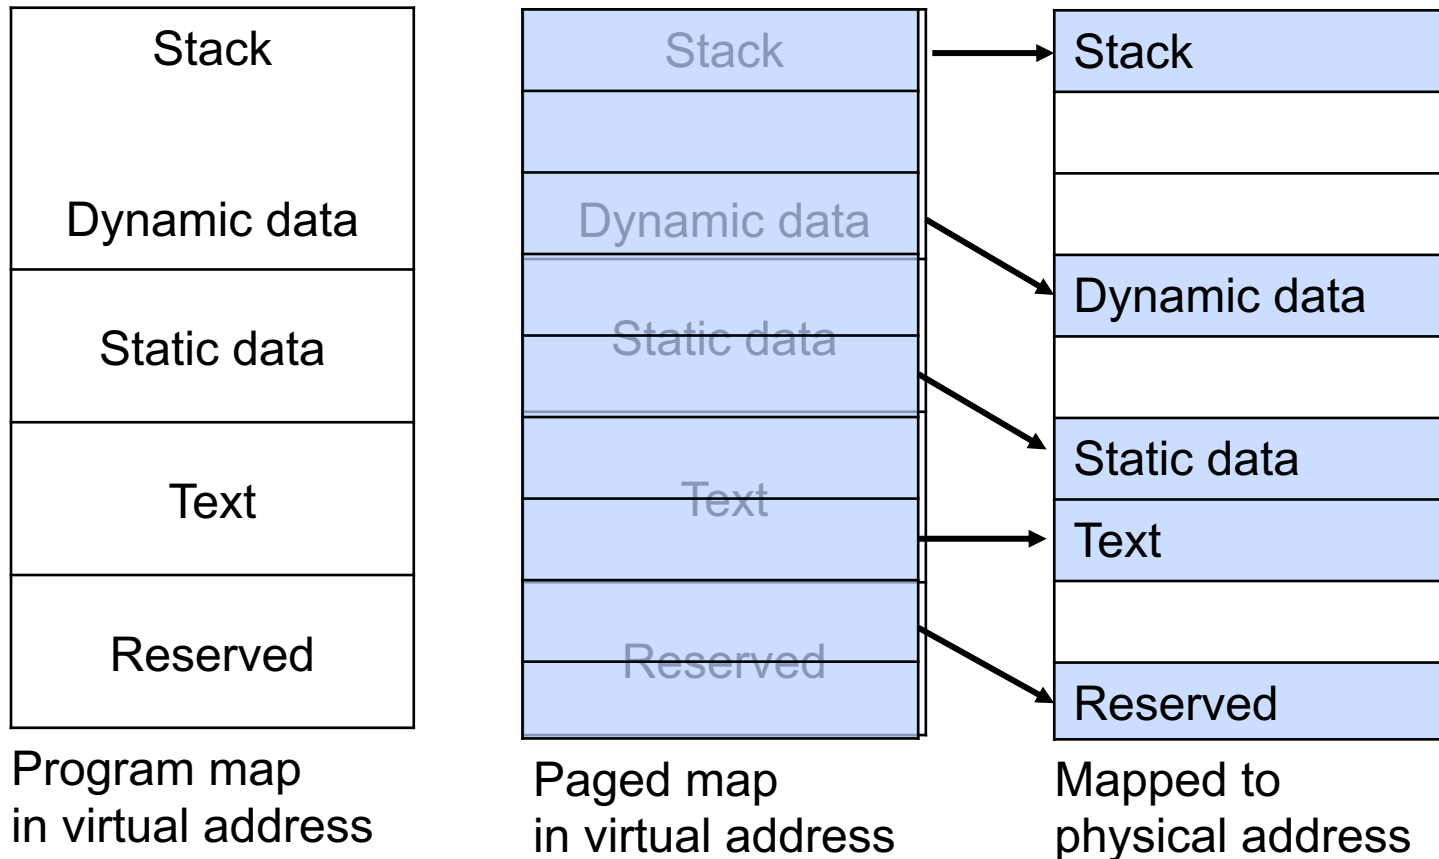 Stack
Dynamic data
Static data
Text
Reserved
Program map
in virtual address
Stack
Dynamic data
Static data
Text
Reserved
Paged map
in virtual address
Stack
Dynamic data
Static data
Text
Reserved
Mapped to
physical address